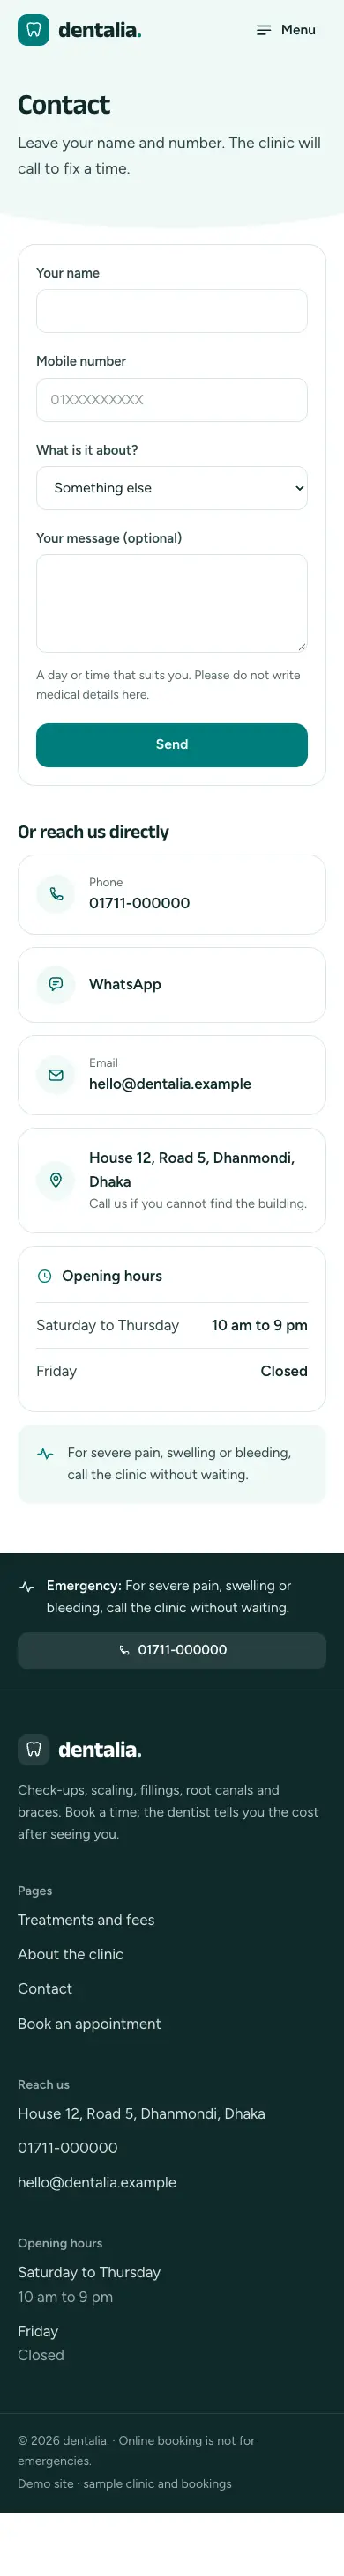 dentalia.
Menu
Contact
Leave your name and number. The clinic will
call to fix a time.
Your name
Mobile number
01XXXXXXXXX
What is it about?
Something else
Your message (optional)
A day or time that suits you. Please do not write
medical details here.
Send
Or reach us directly
Phone
01711-000000
WhatsApp
Email
hello@dentalia.example
House 12, Road 5, Dhanmondi,
Dhaka
Call us if you cannot find the building.
Opening hours
Saturday to Thursday 10 am to 9 pm
Friday Closed
For severe pain, swelling or bleeding,
call the clinic without waiting.
Emergency: For severe pain, swelling or
bleeding, call the clinic without waiting.
01711-000000
dentalia.
Check-ups, scaling, fillings, root canals and
braces. Book a time; the dentist tells you the cost
after seeing you.
Pages
Treatments and fees
About the clinic
Contact
Book an appointment
Reach us
House 12, Road 5, Dhanmondi, Dhaka
01711-000000
hello@dentalia.example
Opening hours
Saturday to Thursday
10 am to 9 pm
Friday
Closed
© 2026 dentalia. · Online booking is not for
emergencies.
Demo site · sample clinic and bookings